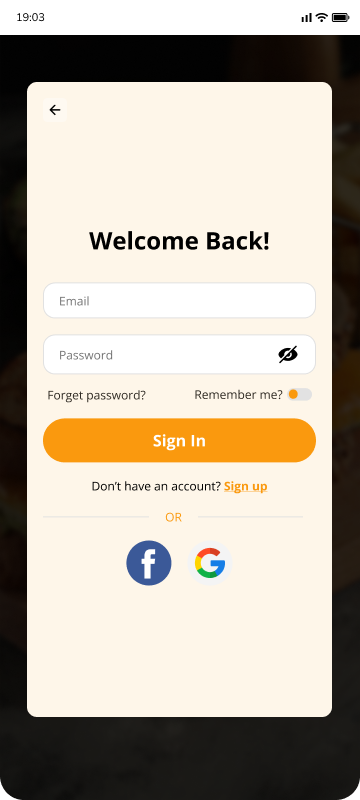 19:03
Welcome Back!
Email
Password
Forget password? Remember me?
Sign In
Don't have an account? Sign up
OR
f G